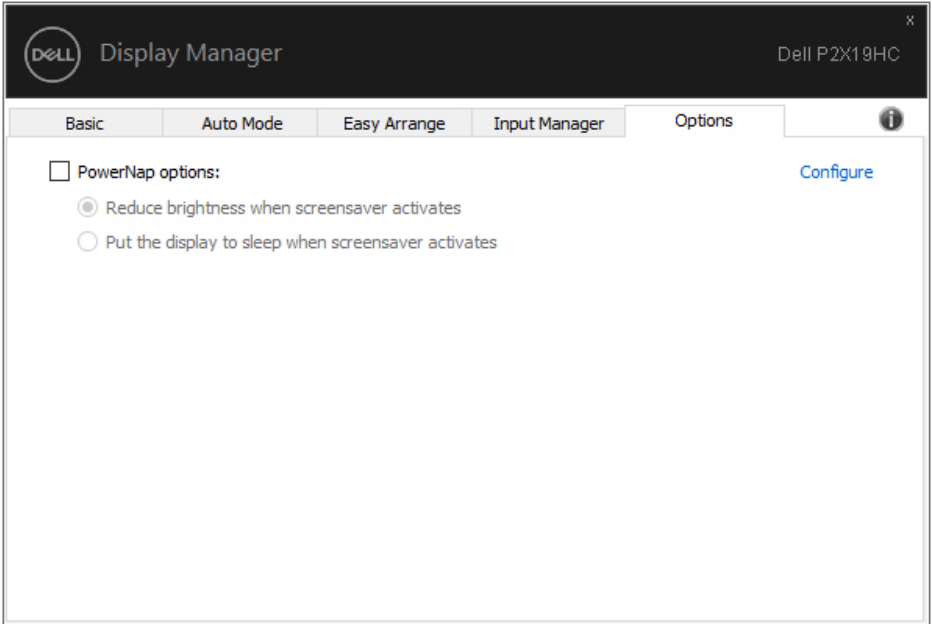 x
DELL Display Manager Dell P2X19HC
Basic Auto Mode Easy Arrange Input Manager Options i
PowerNap options: Configure
Reduce brightness when screensaver activates
Put the display to sleep when screensaver activates